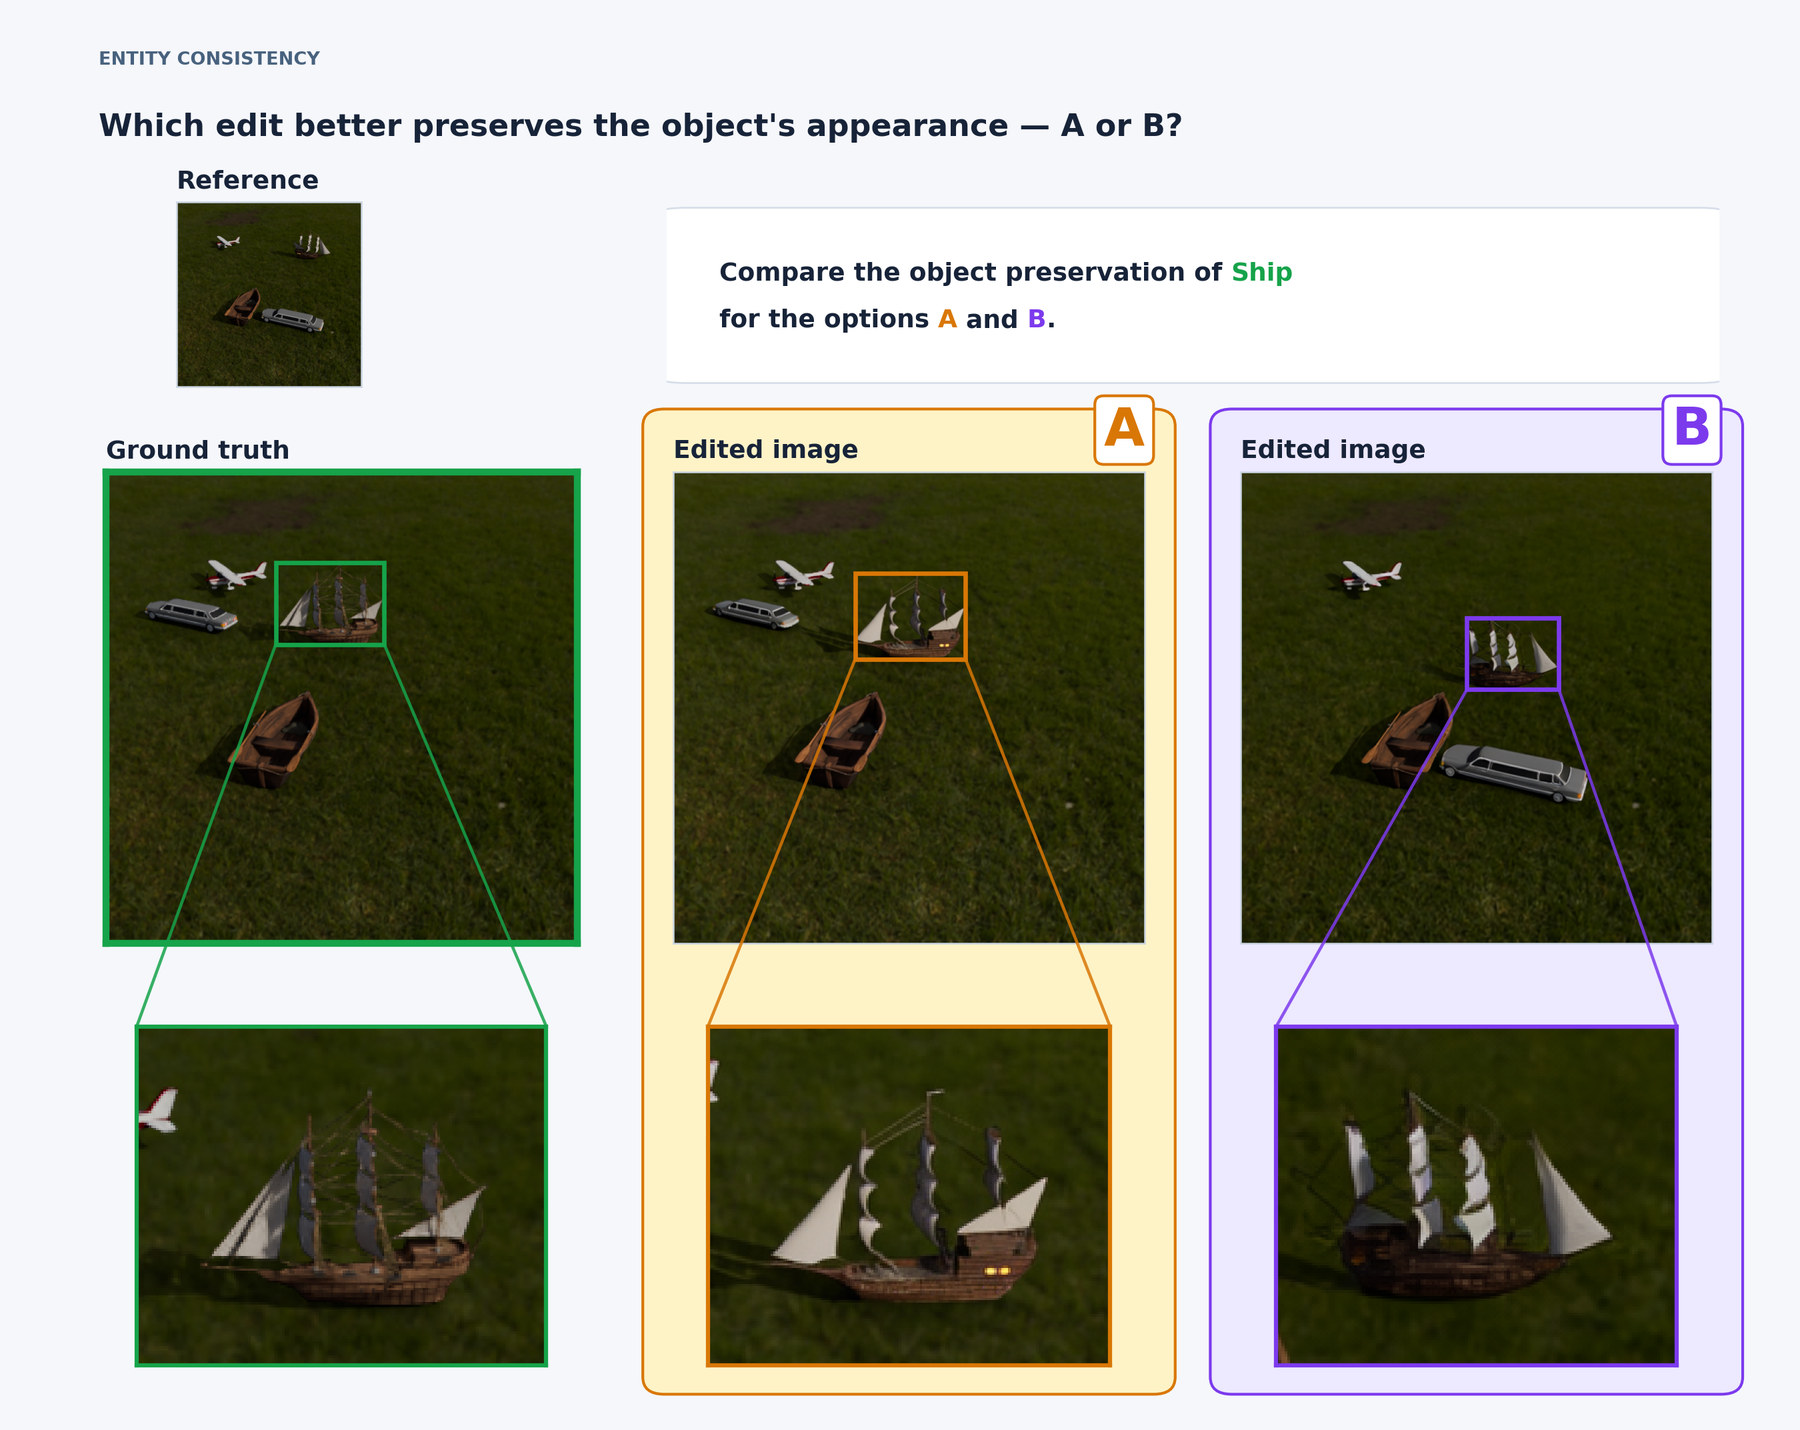 ENTITY CONSISTENCY
Which edit better preserves the object's appearance — A or B?
Reference
Compare the object preservation of Ship
for the options A and B.
Ground truth
Edited image
A
Edited image
B